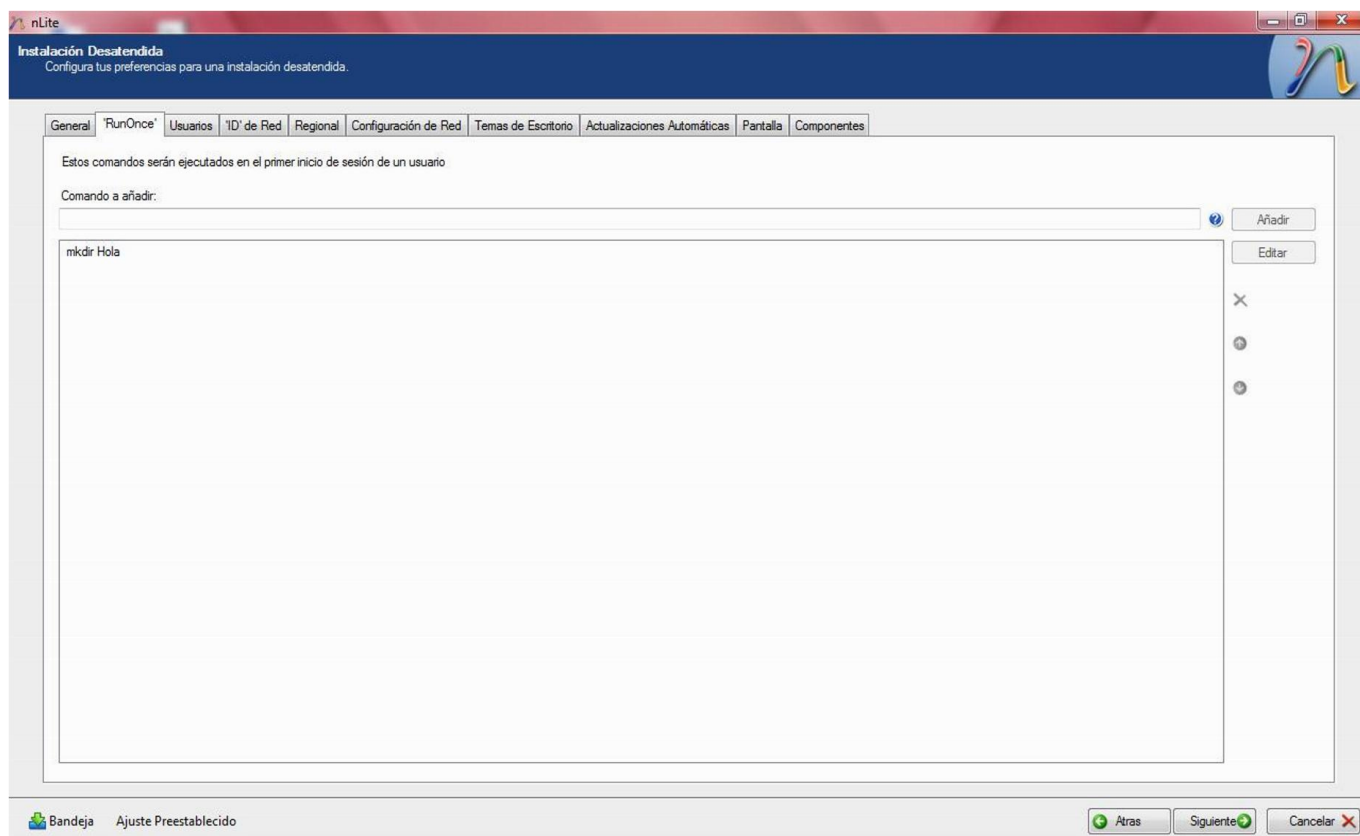 nLite
Instalación Desatendida
Configura tus preferencias para una instalación desatendida.
General 'RunOnce' Usuarios 'ID' de Red Regional Configuración de Red Temas de Escritorio Actualizaciones Automáticas Pantalla Componentes
Estos comandos serán ejecutados en el primer inicio de sesión de un usuario
Comando a añadir:
Añadir
mkdir Hola
Editar
Bandeja Ajuste Preestablecido Atras Siguiente Cancelar